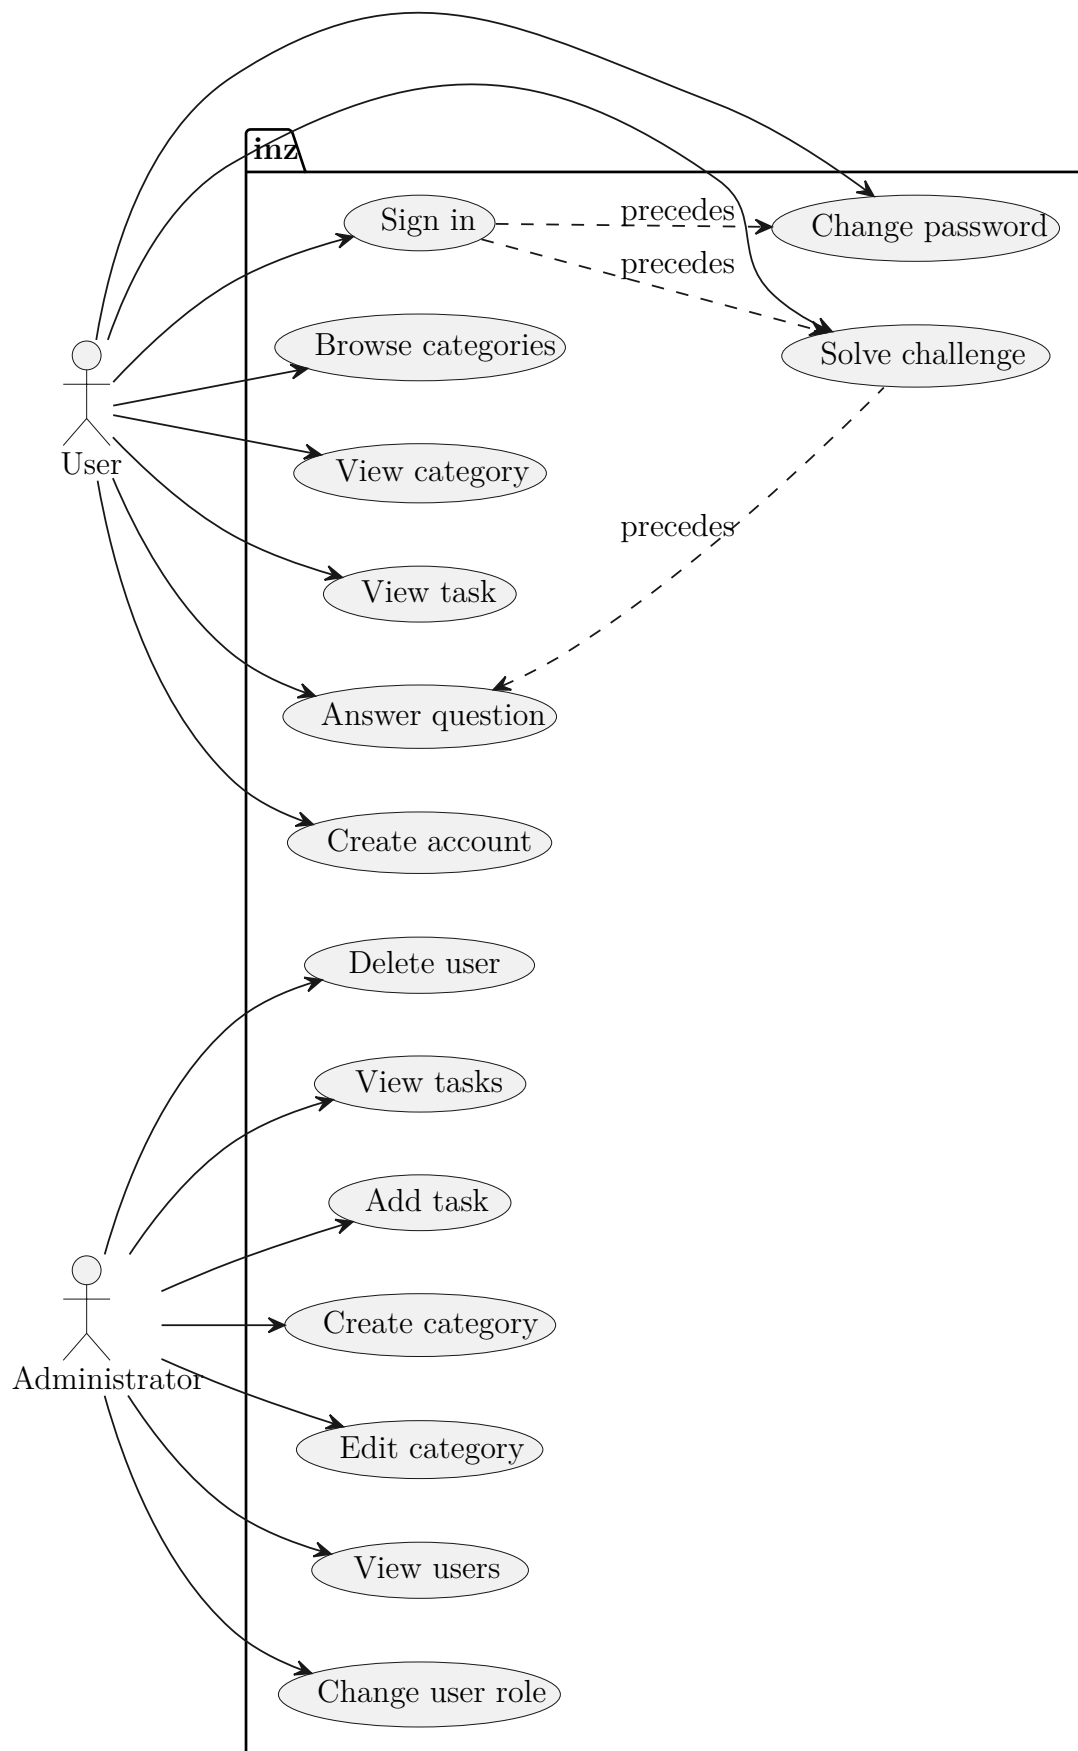 inz
Sign in
precedes
Change password
precedes
Browse categories
Solve challenge
User
View category
precedes
View task
Answer question
Create account
Delete user
View tasks
Add task
Create category
Administrator
Edit category
View users
Change user role